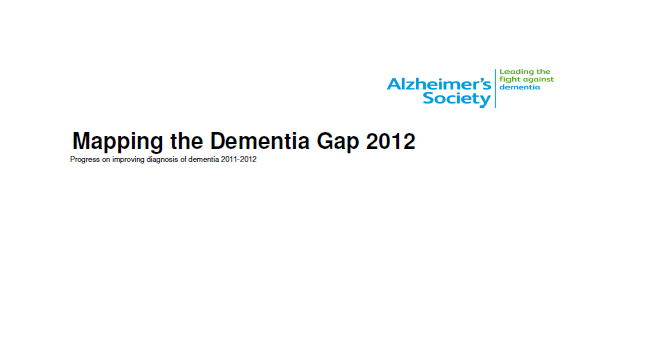 Alzheimer's
Society
Leading the
fight against
dementia
Mapping the Dementia Gap 2012
Progress on improving diagnosis of dementia 2011-2012